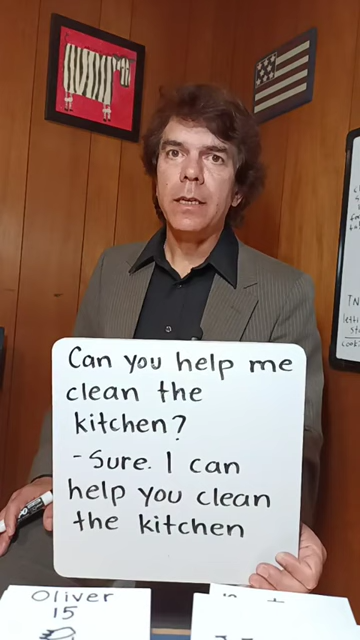 Can you help me
clean the
kitchen?
- Sure. I can
help you clean
the kitchen
Oliver
15